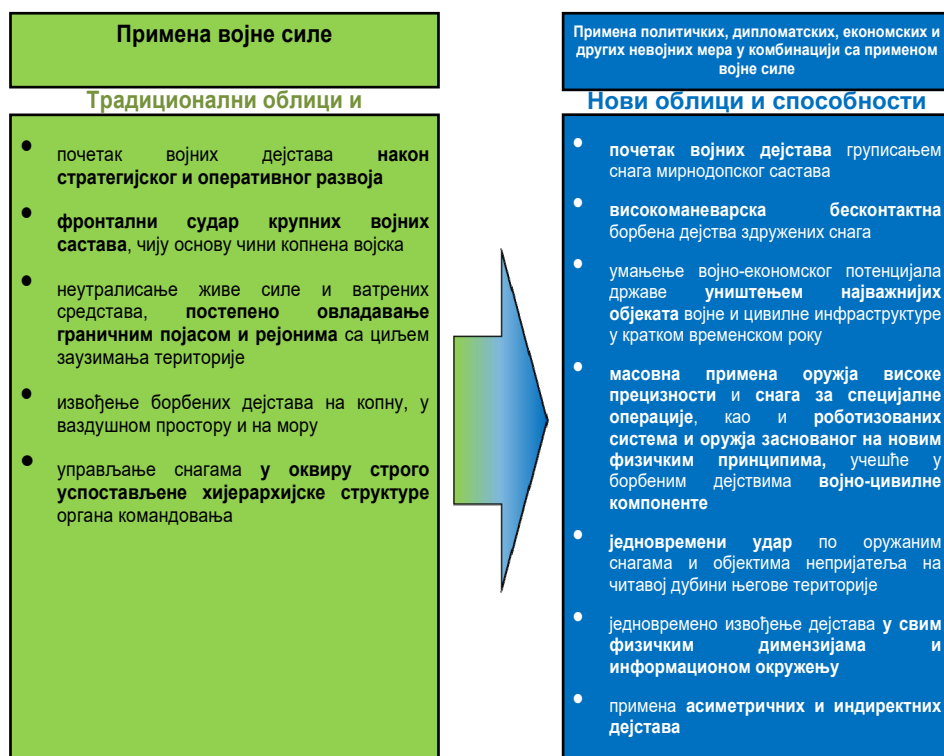 Примена војне силе
Традиционални облици и
почетак војних дејстава након
стратегијског и оперативног развоја
фронтални судар крупних војних
састава, чију основу чини копнена војска
неутралисање живе силе и ватрених
средстава, постепено овладавање
граничним појасом и рејонима са циљем
заузимања територије
извођење борбених дејстава на копну, у
ваздушном простору и на мору
управљање снагама у оквиру строго
успостављене хијерархијске структуре
органа командовања
Примена политичких, дипломатских, економских и
других невојних мера у комбинацији са применом
војне силе
Нови облици и способности
почетак војних дејстава груписањем
снага мирнодопског састава
високоманеварска бесконтактна
борбена дејства здружених снага
умањење војно-економског потенцијала
државе уништењем најважнијих
објеката војне и цивилне инфраструктуре
у кратком временском року
масовна примена оружја високе
прецизности и снага за специјалне
операције, као и роботизованих
система и оружја заснованог на новим
физичким принципима, учешће у
борбеним дејствима војно-цивилне
компоненте
једновремени удар по оружаним
снагама и објектима непријатеља на
читавој дубини његове територије
једновремено извођење дејстава у свим
физичким димензијама и
информационом окружењу
примена асиметричних и индиректних
дејстава